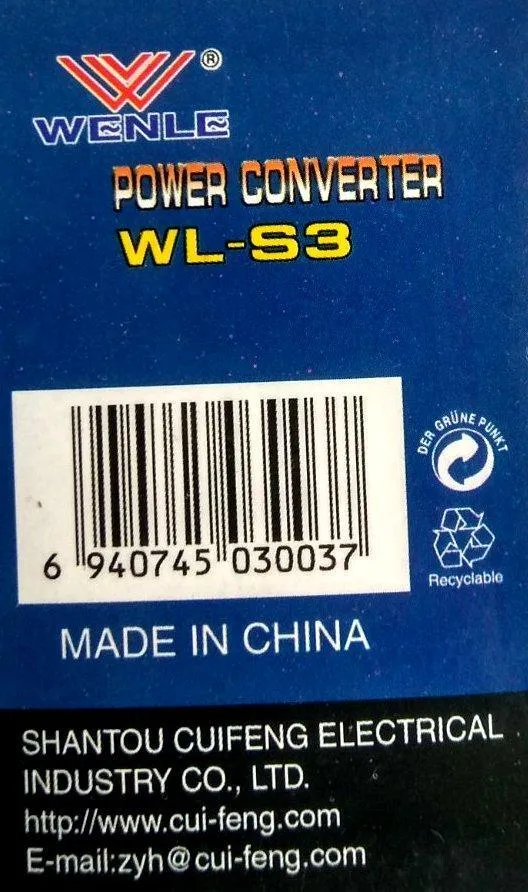 ®
WENLE
POWER CONVERTER
WL-S3
DER GRÜNE PUNKT
6 940745 030037
Recyclable
MADE IN CHINA
SHANTOU CUIFENG ELECTRICAL
INDUSTRY CO., LTD.
http://www.cui-feng.com
E-mail:zyh@cui-feng.com